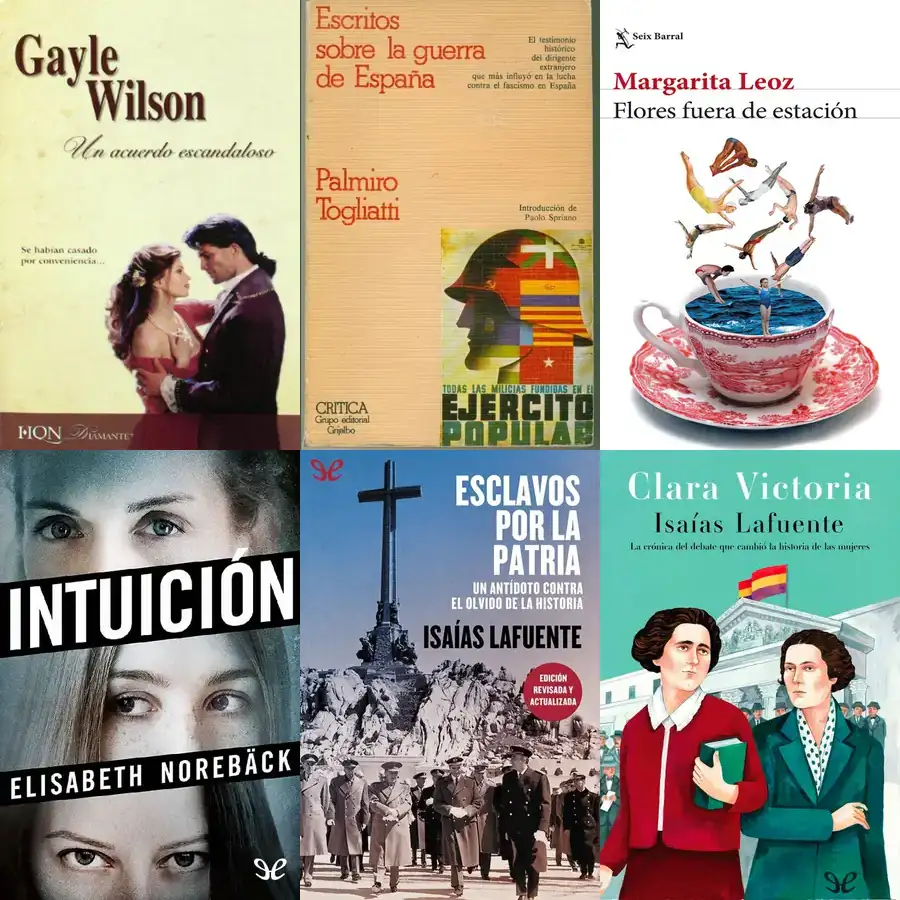 Gayle
Wilson
Un acuerdo escandaloso
Se habían casado
por conveniencia...
HQN Diamante
Escritos
sobre la guerra
de España
El testimonio
histórico
del dirigente
extranjero
que más influyó en la lucha
contra el fascismo en España
Palmiro
Togliatti
Introducción de
Paolo Spriano
CRITICA
Grupo editorial
Grijalbo
TODAS LAS MILICIAS FUNDIDAS EN EL
EJERCITO
POPULAR
Seix Barral
Margarita Leoz
Flores fuera de estación
INTUICIÓN
ELISABETH NOREBÄCK
ESCLAVOS
POR LA
PATRIA
UN ANTÍDOTO CONTRA
EL OLVIDO DE LA HISTORIA
ISAÍAS LAFUENTE
EDICIÓN
REVISADA Y
ACTUALIZADA
Clara Victoria
Isaías Lafuente
La crónica del debate que cambió la historia de las mujeres